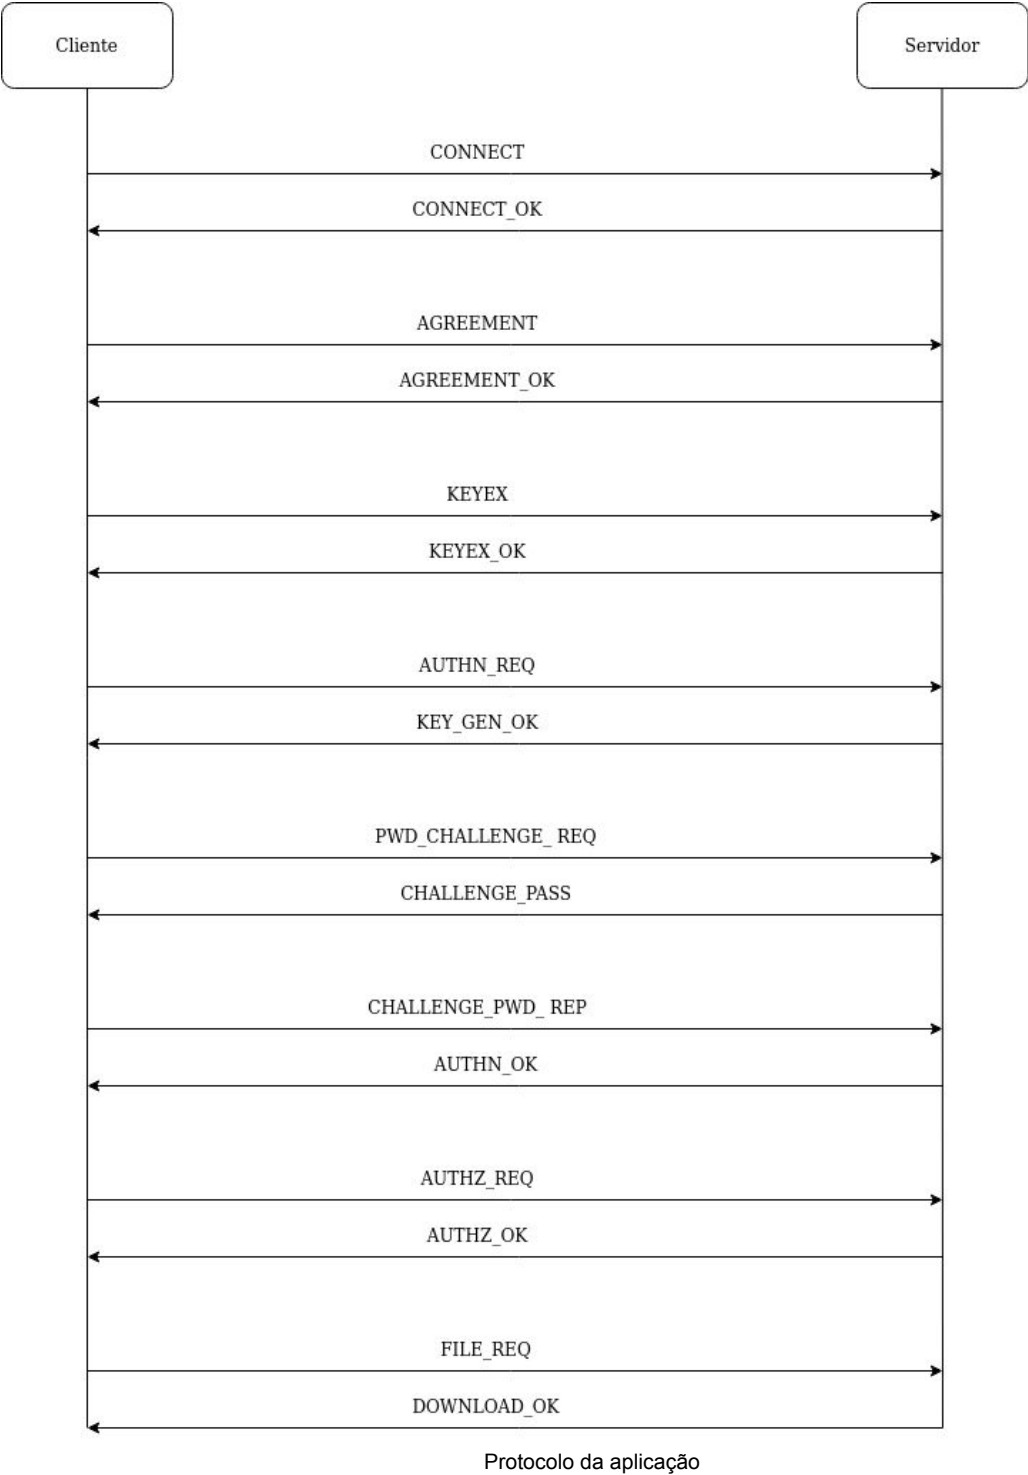 Cliente
Servidor
CONNECT
CONNECT_OK
AGREEMENT
AGREEMENT_OK
KEYEX
KEYEX_OK
AUTHN_REQ
KEY_GEN_OK
PWD_CHALLENGE_ REQ
CHALLENGE_PASS
CHALLENGE_PWD_ REP
AUTHN_OK
AUTHZ_REQ
AUTHZ_OK
FILE_REQ
DOWNLOAD_OK
Protocolo da aplicação